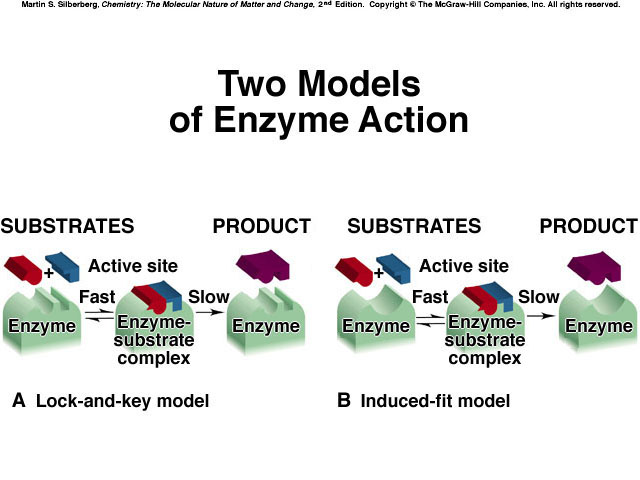 Martin S. Silberberg, Chemistry: The Molecular Nature of Matter and Change, 2nd Edition. Copyright © The McGraw-Hill Companies, Inc. All rights reserved.
Two Models
of Enzyme Action
SUBSTRATES
PRODUCT
+
Active site
Fast
Slow
Enzyme
Enzyme-
substrate
complex
Enzyme
A Lock-and-key model
SUBSTRATES
PRODUCT
+
Active site
Fast
Slow
Enzyme
Enzyme-
substrate
complex
Enzyme
B Induced-fit model